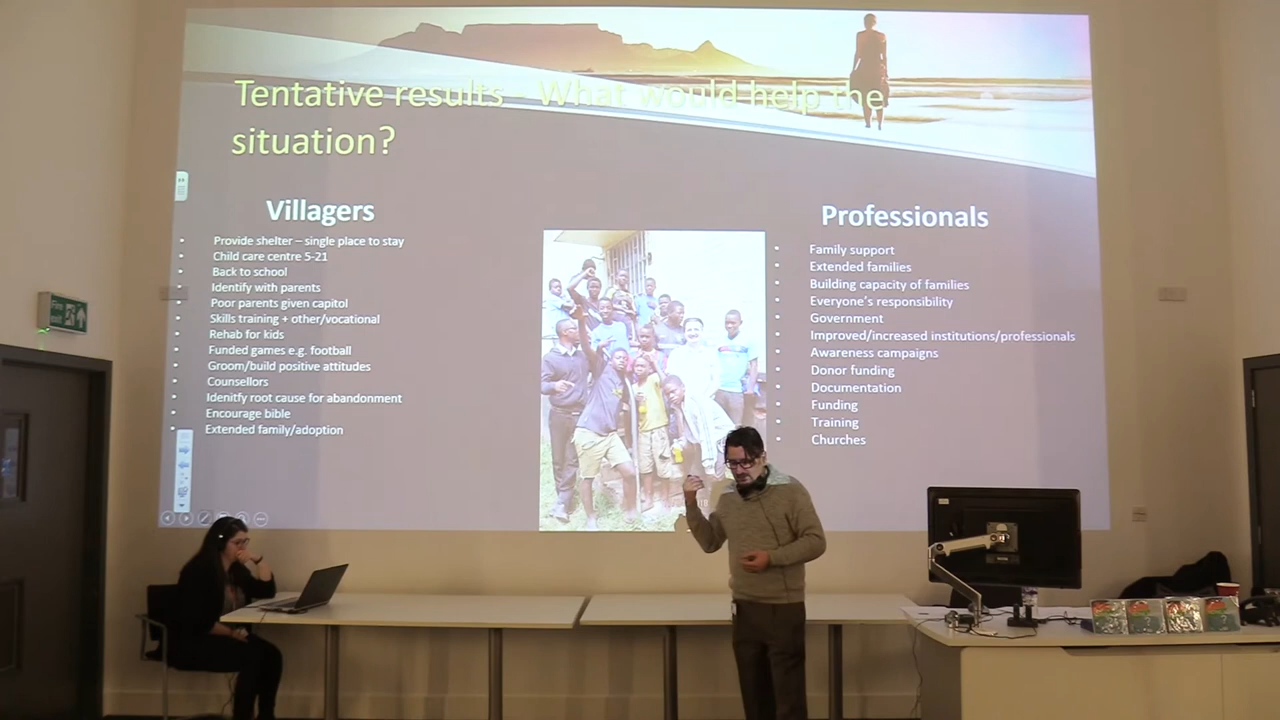 Tentative results - What would help the
situation?
Villagers
Provide shelter – single place to stay
Child care centre 5-21
Back to school
Identify with parents
Poor parents given capitol
Skills training + other/vocational
Rehab for kids
Funded games e.g. football
Groom/build positive attitudes
Counsellors
Idenitfy root cause for abandonment
Encourage bible
Extended family/adoption
Professionals
Family support
Extended families
Building capacity of families
Everyone's responsibility
Government
Improved/increased institutions/professionals
Awareness campaigns
Donor funding
Documentation
Funding
Training
Churches